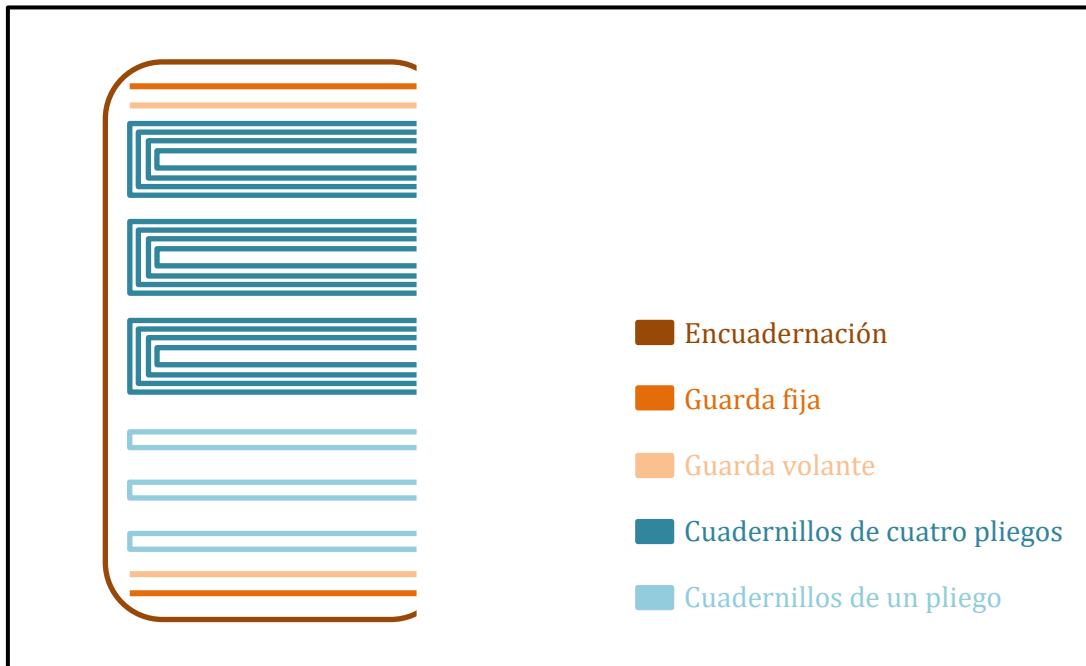 Encuadernación
Guarda fija
Guarda volante
Cuadernillos de cuatro pliegos
Cuadernillos de un pliego